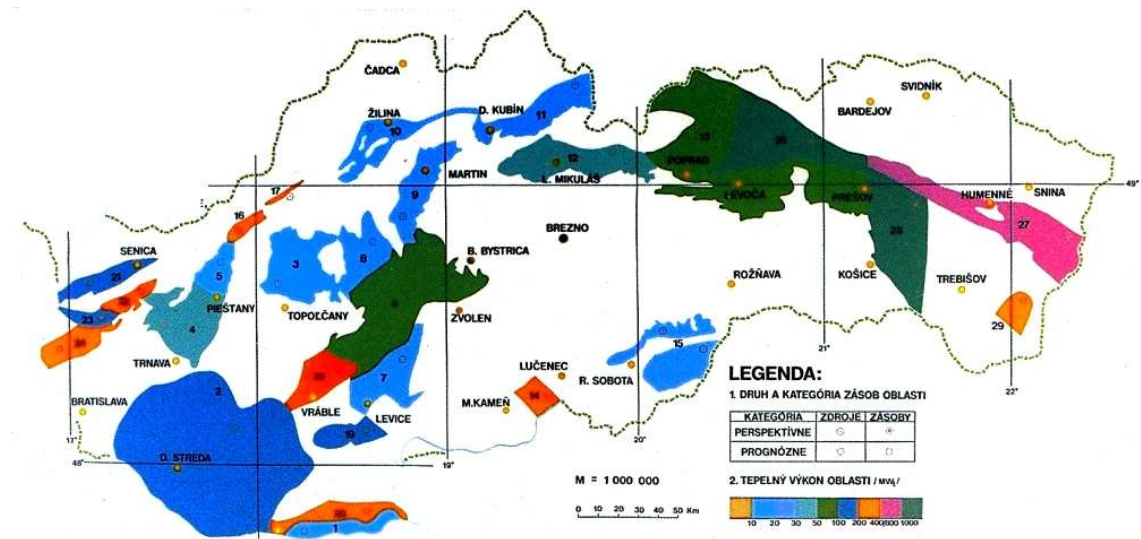 SVIDNÍK
ČADCA
BARDEJOV
ŽILINA
D. KUBÍN
11
10
13
26
12
MARTIN
L. MIKULÁŠ
POPRAD
LEVOČA
PREŠOV
49°
17
9
HUMENNÉ
SNINA
16
27
BREZNO
28
SENICA
B. BYSTRICA
3
8
21
5
ROŽŇAVA
KOŠICE
TREBIŠOV
PIEŠTANY
TOPOĽČANY
6
ZVOLEN
23
4
29
15
21°
TRNAVA
LUČENEC
R. SOBOTA
LEGENDA:
2
7
14
1. DRUH A KATEGÓRIA ZÁSOB OBLASTI
22°
BRATISLAVA
VRÁBLE
LEVICE
M.KAMEŇ
KATEGÓRIA ZDROJE ZÁSOBY
PERSPEKTÍVNE
17°
19
20°
PROGNÓZNE
48°
D. STREDA
19°
M = 1 000 000
2. TEPELNÝ VÝKON OBLASTI
0 10 20 30 40 50 Km
1
10 20 30 50 100 200 400 1000